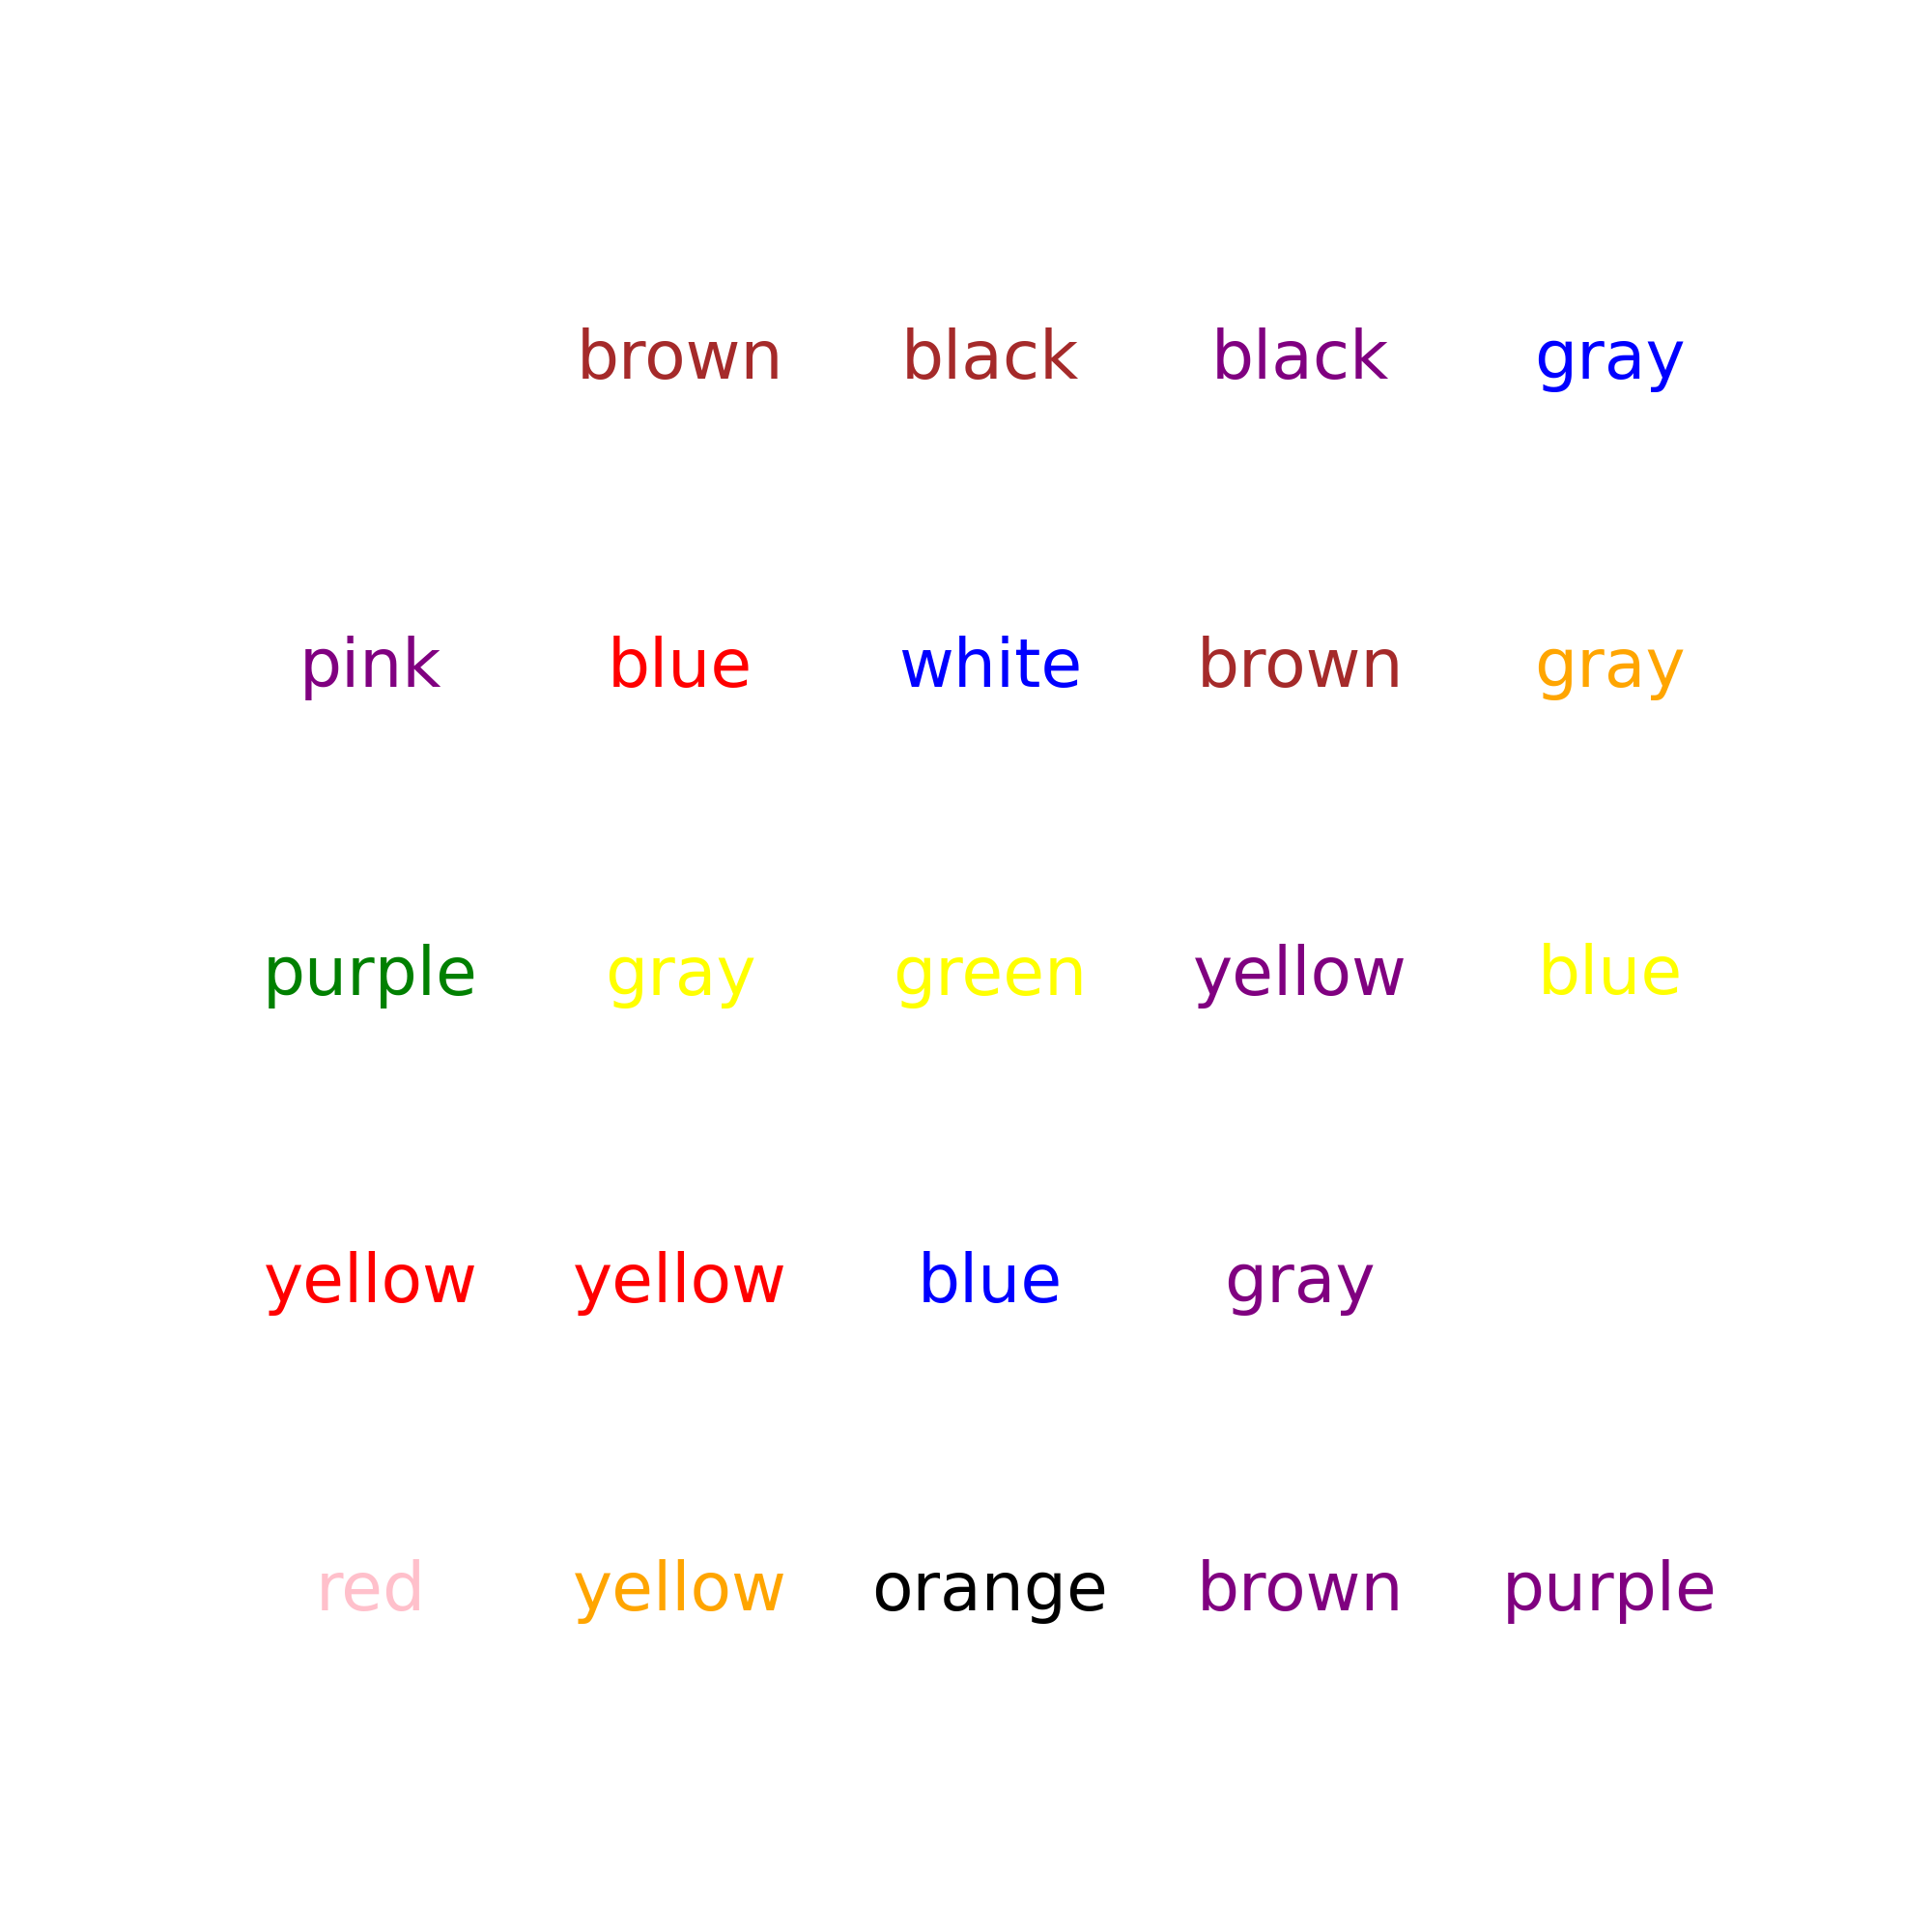 brown black black gray
pink blue white brown gray
purple gray green yellow blue
yellow yellow blue gray
red yellow orange brown purple